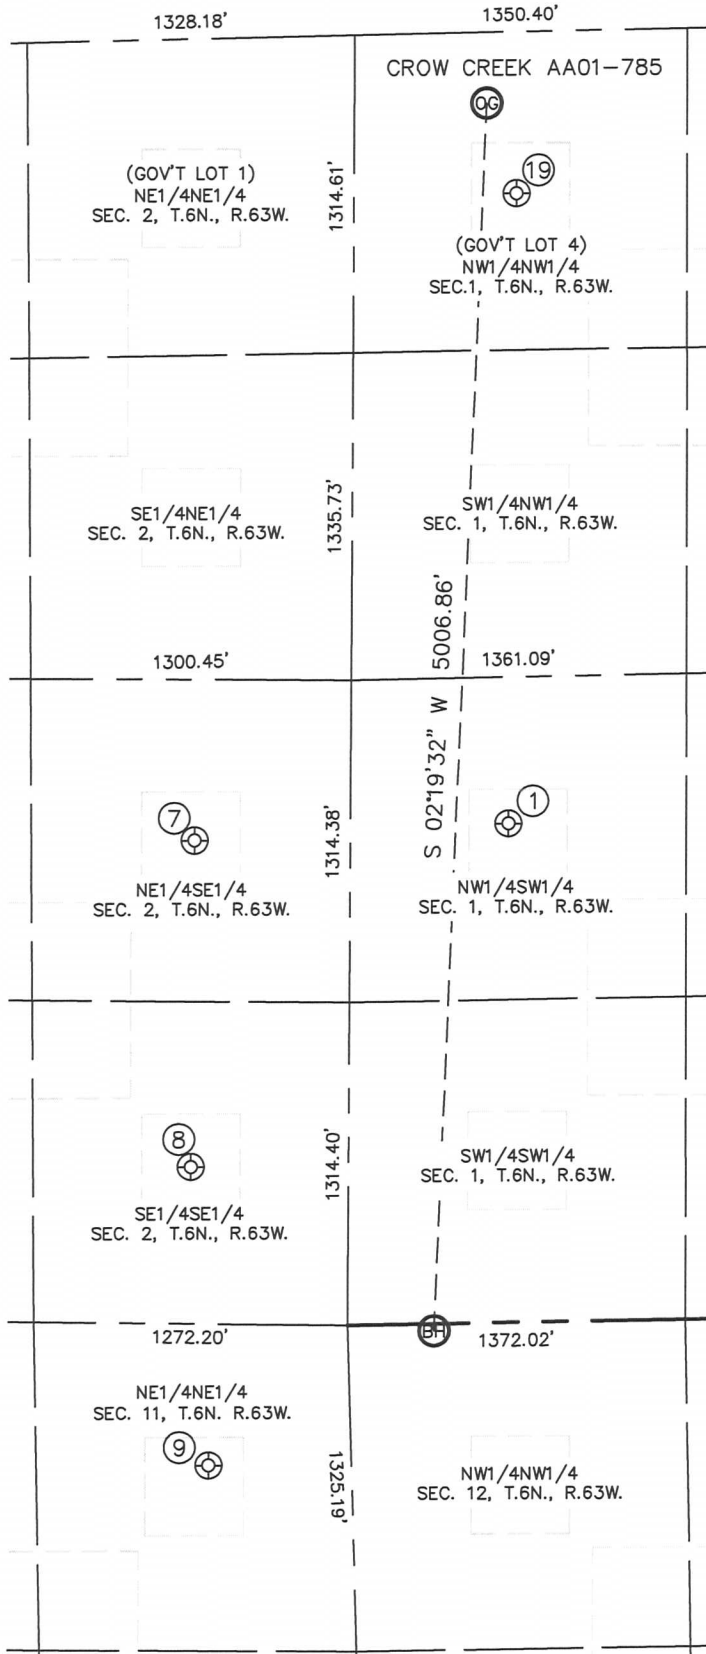 1328.18'
1350.40'
CROW CREEK AA01-785
OG
19
(GOV'T LOT 1)
NE1/4NE1/4
SEC. 2, T.6N., R.63W.
1314.61'
(GOV'T LOT 4)
NW1/4NW1/4
SEC.1, T.6N., R.63W.
SE1/4NE1/4
SEC. 2, T.6N., R.63W.
1335.73'
SW1/4NW1/4
SEC. 1, T.6N., R.63W.
S 02°19'32" W 5006.86'
1300.45'
1361.09'
7
1
1314.38'
NE1/4SE1/4
SEC. 2, T.6N., R.63W.
NW1/4SW1/4
SEC. 1, T.6N., R.63W.
8
1314.40'
SE1/4SE1/4
SEC. 2, T.6N., R.63W.
SW1/4SW1/4
SEC. 1, T.6N., R.63W.
1272.20'
BH
1372.02'
NE1/4NE1/4
SEC. 11, T.6N. R.63W.
9
1325.19'
NW1/4NW1/4
SEC. 12, T.6N., R.63W.